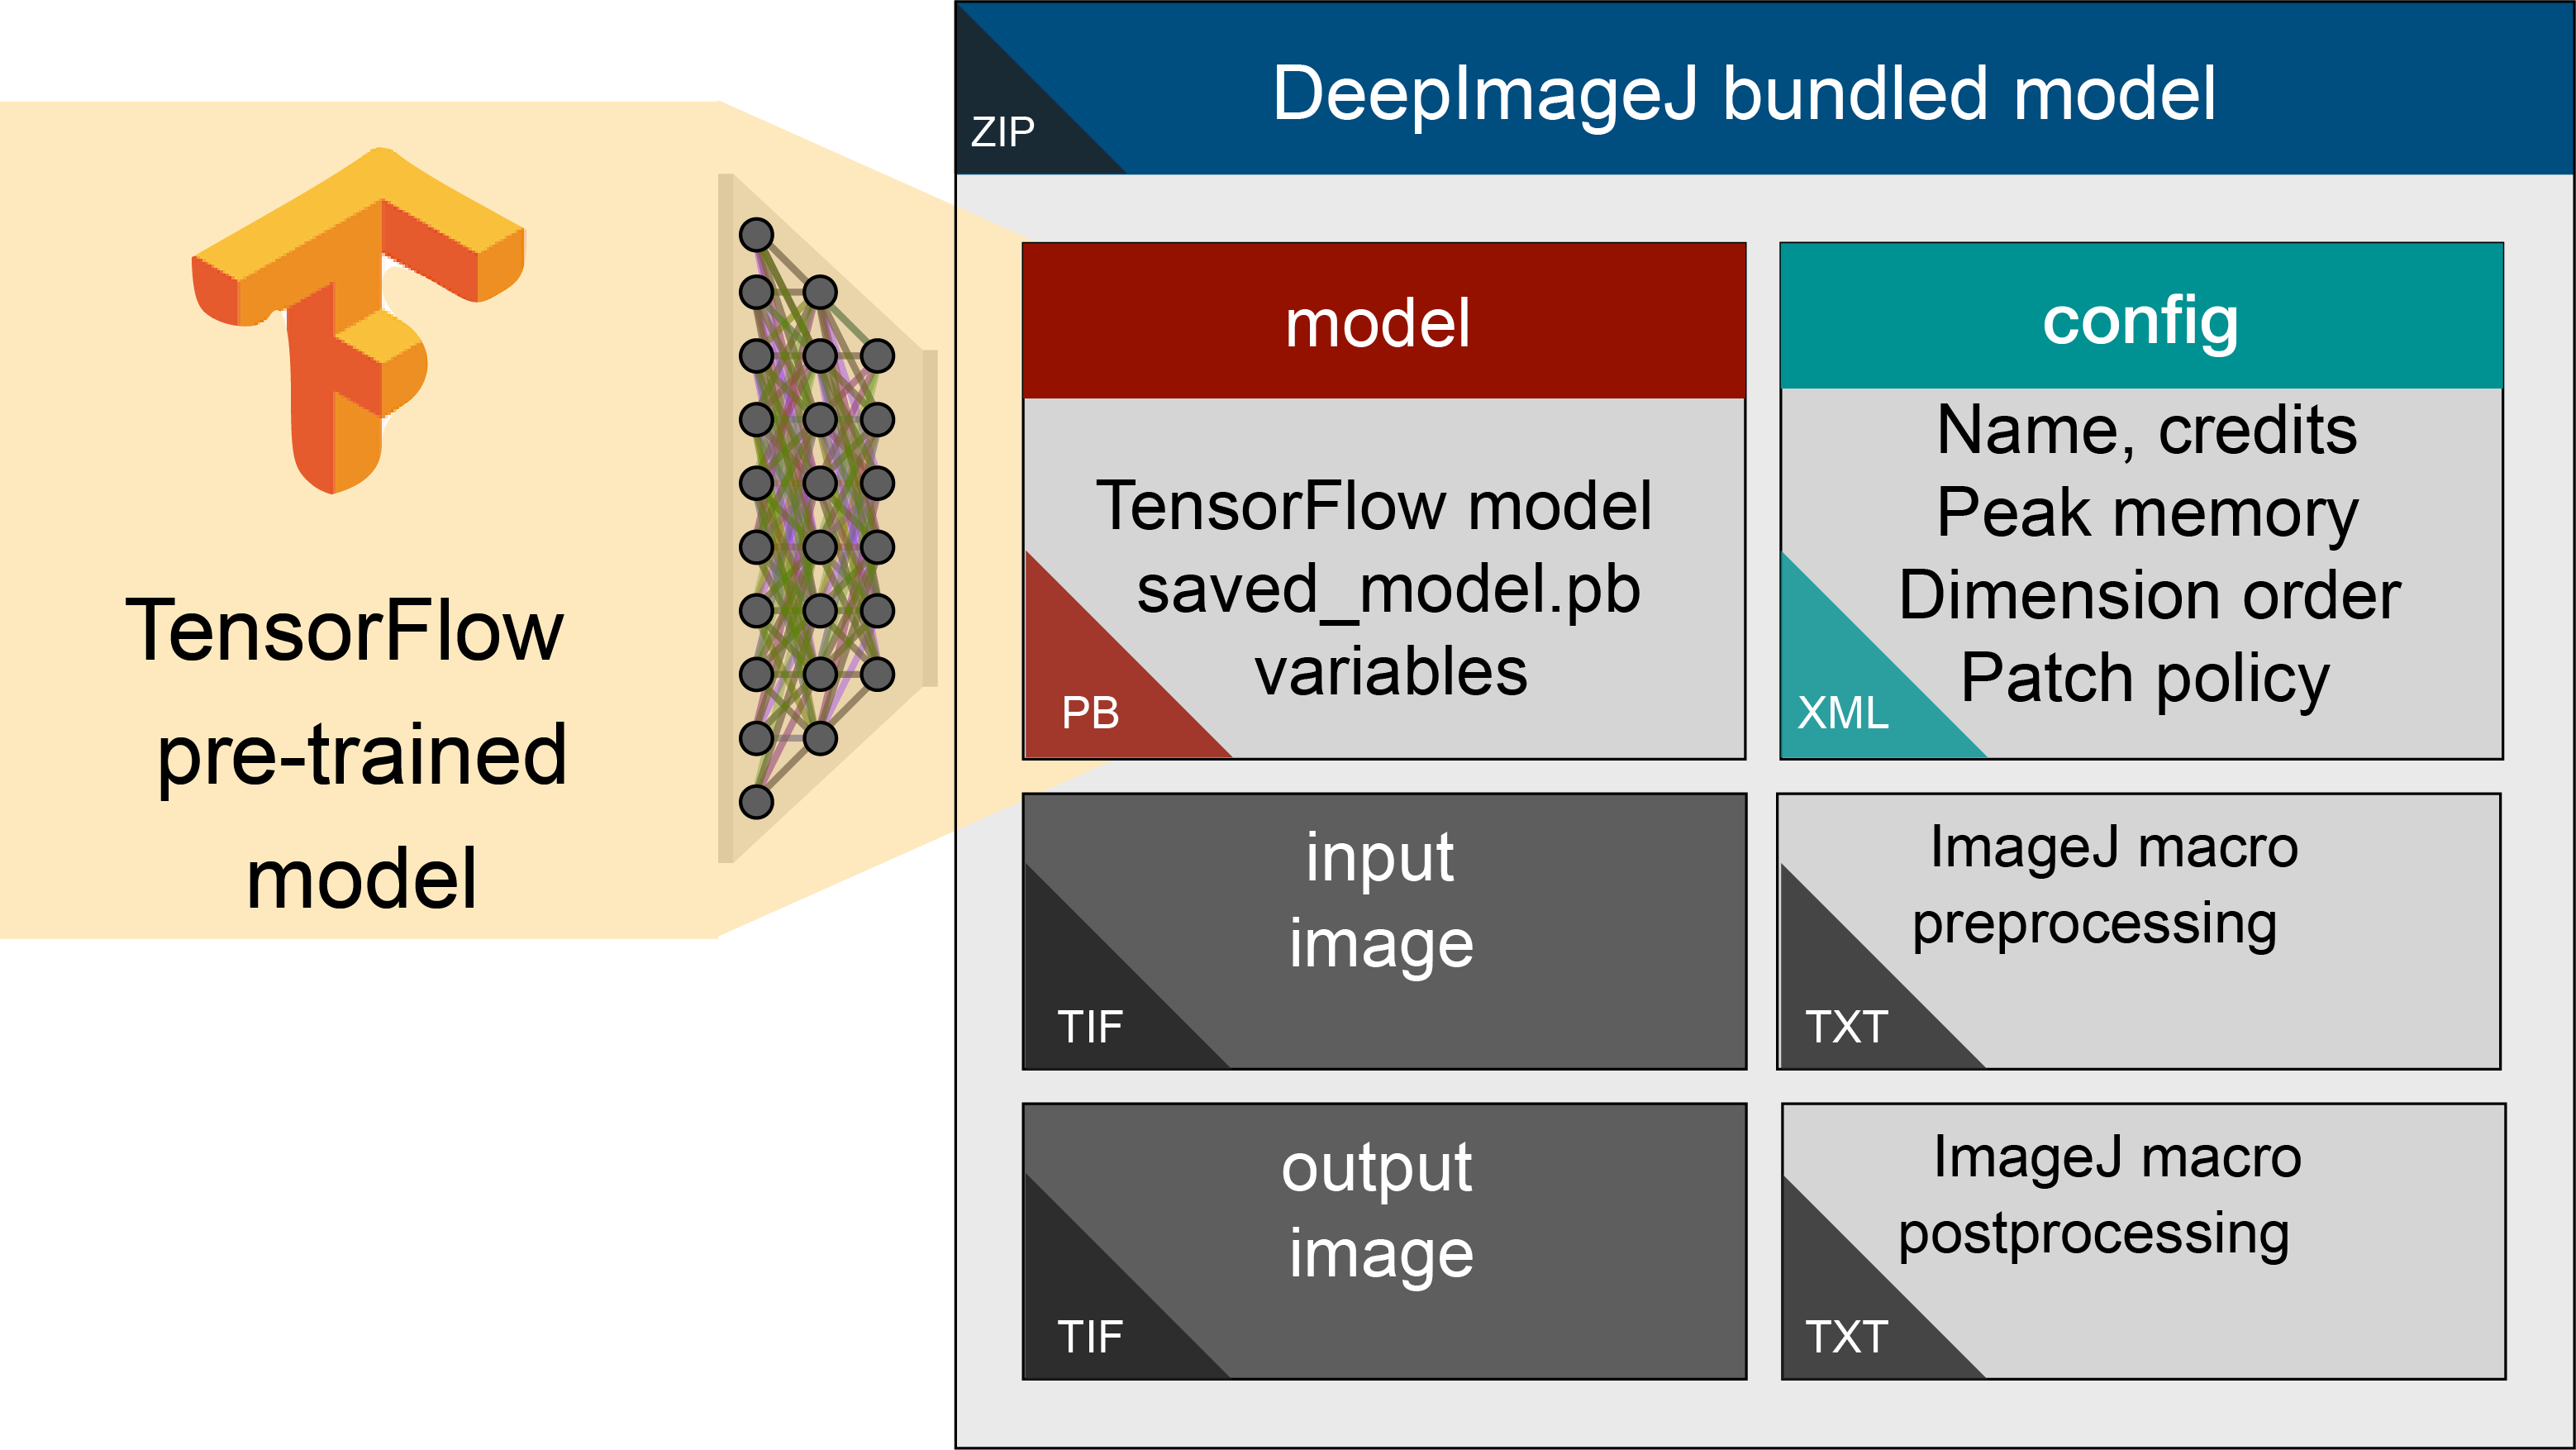 TensorFlow
pre-trained
model
DeepImageJ bundled model
ZIP
model
TensorFlow model
saved_model.pb
variables
PB
config
Name, credits
Peak memory
Dimension order
Patch policy
XML
input
image
TIF
ImageJ macro
preprocessing
TXT
output
image
TIF
ImageJ macro
postprocessing
TXT